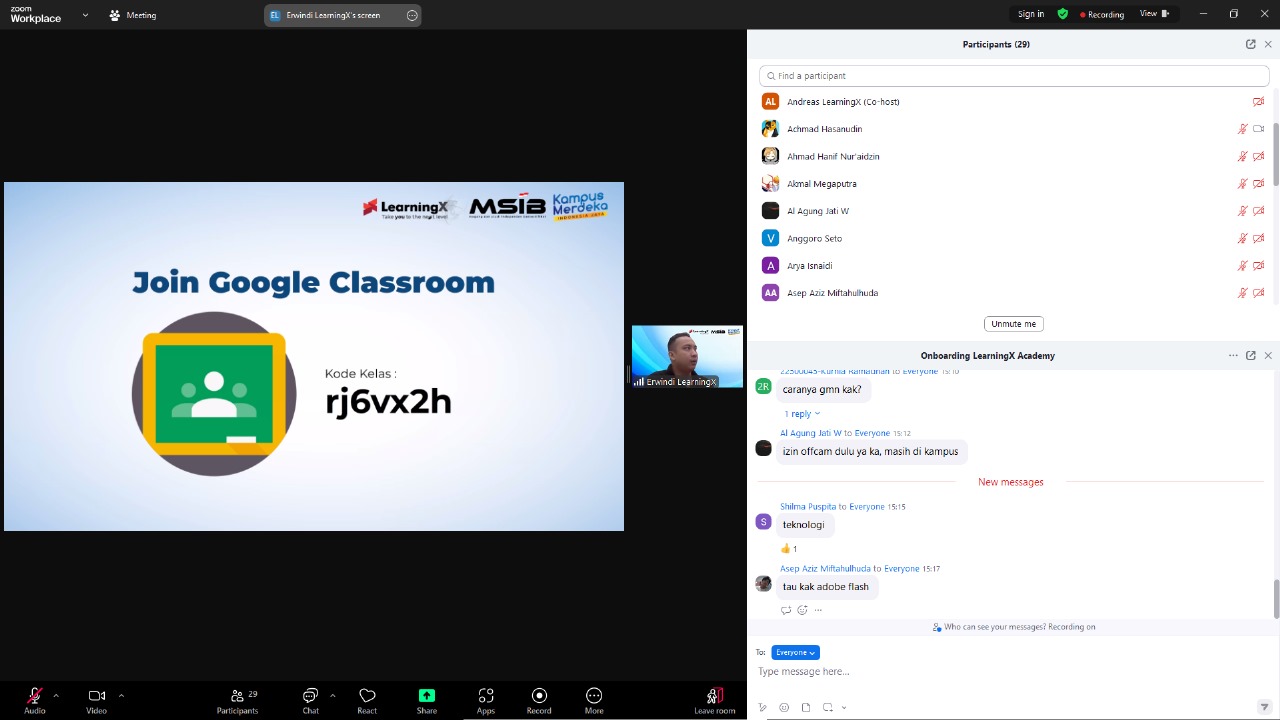 zoom
Workplace
Meeting
EL Erwindi LearningX's screen
Sign in
Recording
View
LearningX
Take you to the next level
MSIB
Kampus
Merdeka
INDONESIA JAYA
Join Google Classroom
Kode Kelas :
rj6vx2h
Erwindi LearningX
Participants (29)
Find a participant
AL Andreas LearningX (Co-host)
Achmad Hasanudin
Ahmad Hanif Nur'aidzin
Akmal Megaputra
Al Agung Jati W
V Anggoro Seto
A Arya Isnaidi
AA Asep Aziz Miftahulhuda
Unmute me
Onboarding LearningX Academy
to Everyone 15:10
2R caranya gmn kak?
1 reply
Al Agung Jati W to Everyone 15:12
izin offcam dulu ya ka, masih di kampus
New messages
Shilma Puspita to Everyone 15:15
S teknologi
1
Asep Aziz Miftahulhuda to Everyone 15:17
tau kak adobe flash
Who can see your messages? Recording on
To: Everyone
Type message here...
Audio
Video
29
Participants
Chat
React
Share
Apps
Record
More
Leave room